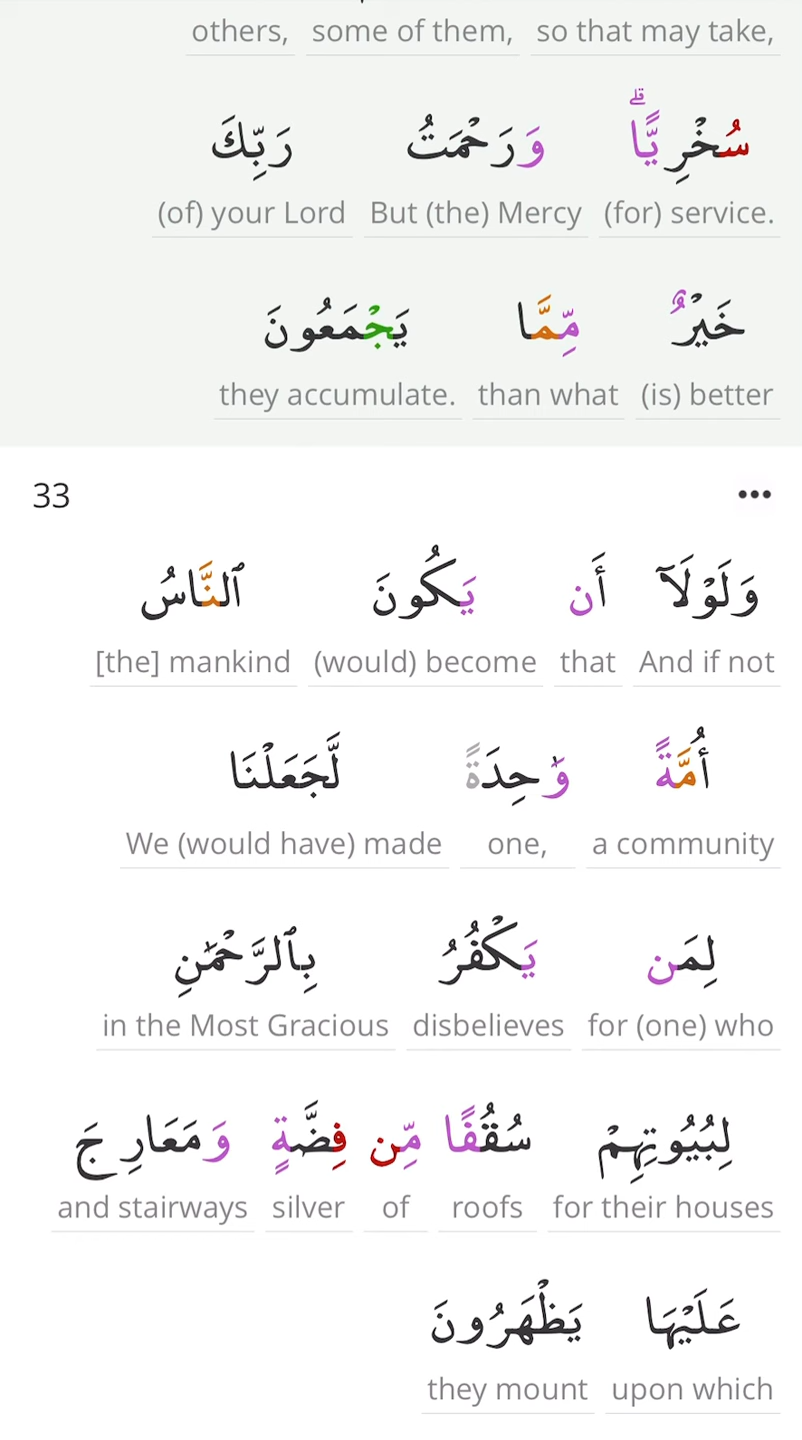 others, some of them, so that may take,
سُخْرِيًّا ۗ وَرَحْمَتُ رَبِّكَ
(of) your Lord But (the) Mercy (for) service.
خَيْرٌ مِّمَّا يَجْمَعُونَ
they accumulate. than what (is) better
33
وَلَوْلَآ أَن يَكُونَ ٱلنَّاسُ
[the] mankind (would) become that And if not
أُمَّةً وَٰحِدَةً لَّجَعَلْنَا
We (would have) made one, a community
لِمَن يَكْفُرُ بِٱلرَّحْمَٰنِ
in the Most Gracious disbelieves for (one) who
لِبُيُوتِهِمْ سُقُفًا مِّن فِضَّةٍ وَمَعَارِجَ
and stairways silver of roofs for their houses
عَلَيْهَا يَظْهَرُونَ
they mount upon which